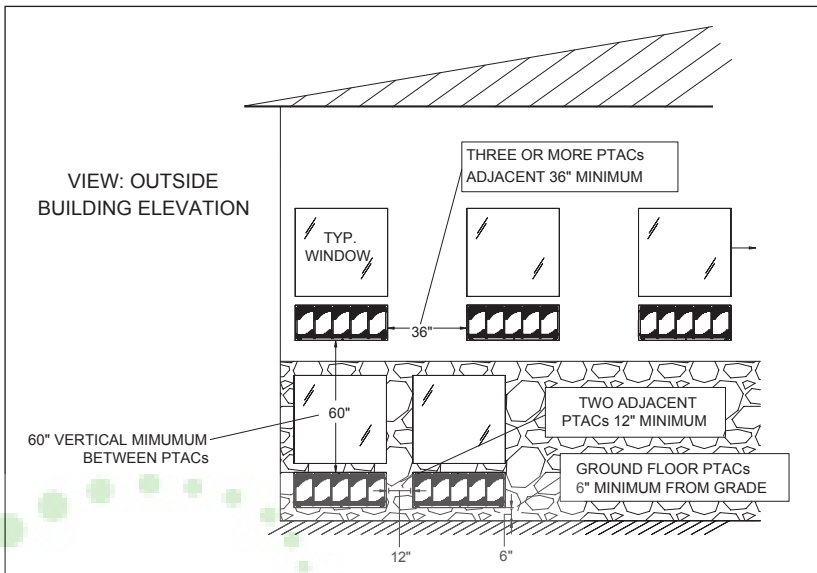 VIEW: OUTSIDE
BUILDING ELEVATION
THREE OR MORE PTACs
ADJACENT 36" MINIMUM
TYP.
WINDOW
36"
60"
60" VERTICAL MIMUMUM
BETWEEN PTACs
TWO ADJACENT
PTACs 12" MINIMUM
GROUND FLOOR PTACs
6" MINIMUM FROM GRADE
12"
6"